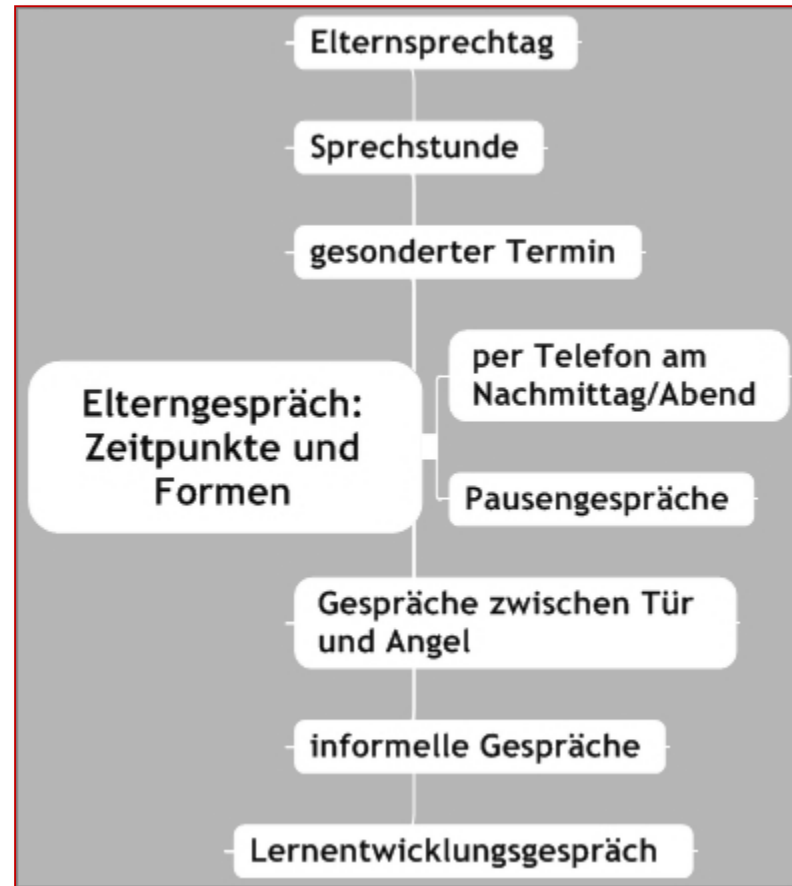 Elternsprechtag
Sprechstunde
gesonderter Termin
per Telefon am
Nachmittag/Abend
Elterngespräch:
Zeitpunkte und
Formen
Pausengespräche
Gespräche zwischen Tür
und Angel
informelle Gespräche
Lernentwicklungsgespräch